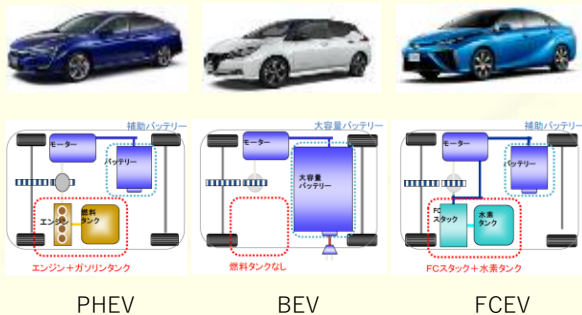 補助バッテリー
モーター
バッテリー
エンジン
燃料
タンク
エンジン＋ガソリンタンク
PHEV
大容量バッテリー
モーター
大容量
バッテリー
燃料タンクなし
BEV
補助バッテリー
モーター
バッテリー
FC
スタック
水素
タンク
FCスタック＋水素タンク
FCEV